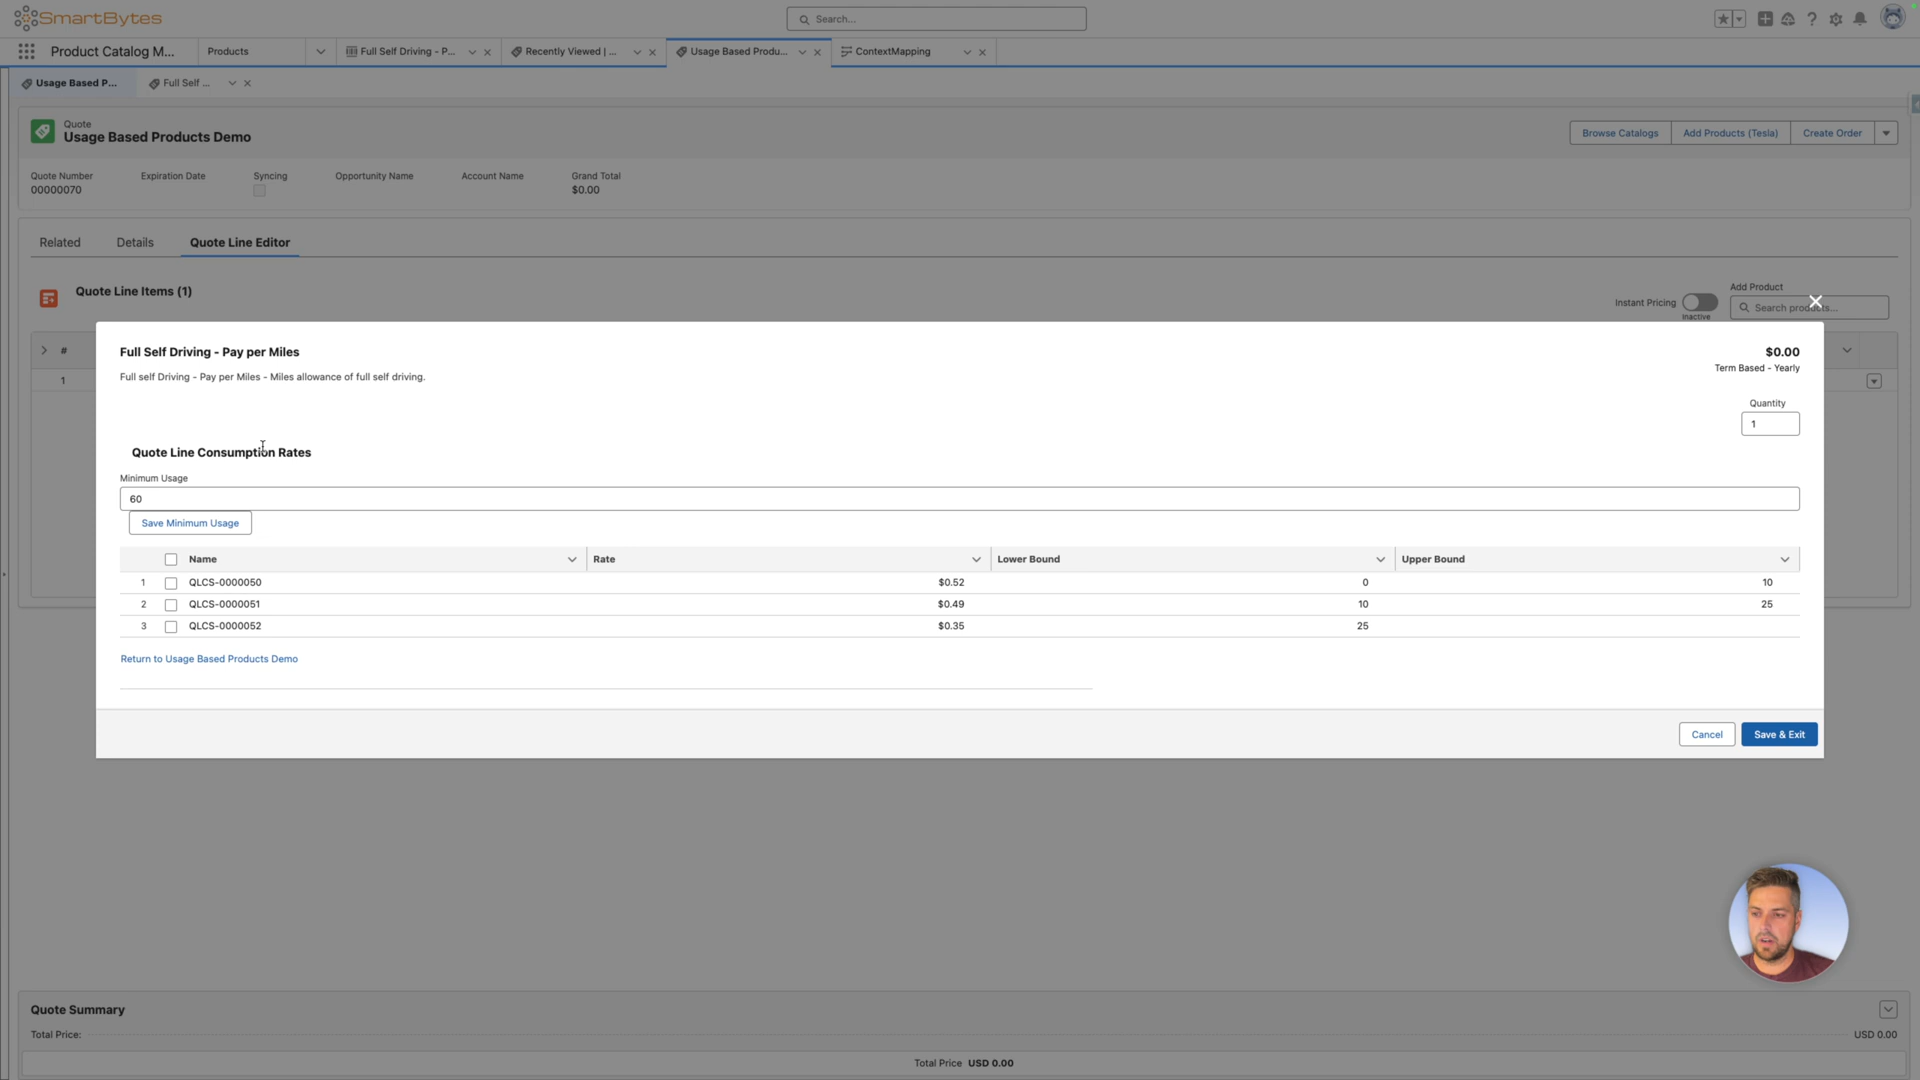 SmartBytes
Search...
Product Catalog M...
Products
Full Self Driving - P...
Recently Viewed | ...
Usage Based Produ...
ContextMapping
Usage Based P...
Full Self ...
Quote
Usage Based Products Demo
Browse Catalogs
Add Products (Tesla)
Create Order
Quote Number
Expiration Date
Syncing
Opportunity Name
Account Name
Grand Total
00000070
$0.00
Related
Details
Quote Line Editor
Quote Line Items (1)
Instant Pricing
Inactive
Add Product
Search products...
#
1
Full Self Driving - Pay per Miles
$0.00
Full self Driving - Pay per Miles - Miles allowance of full self driving.
Term Based - Yearly
Quantity
1
Quote Line Consumption Rates
Minimum Usage
60
Save Minimum Usage
Name Rate Lower Bound Upper Bound
1 QLCS-0000050 $0.52 0 10
2 QLCS-0000051 $0.49 10 25
3 QLCS-0000052 $0.35 25
Return to Usage Based Products Demo
Cancel
Save & Exit
Quote Summary
Total Price: USD 0.00
Total Price USD 0.00